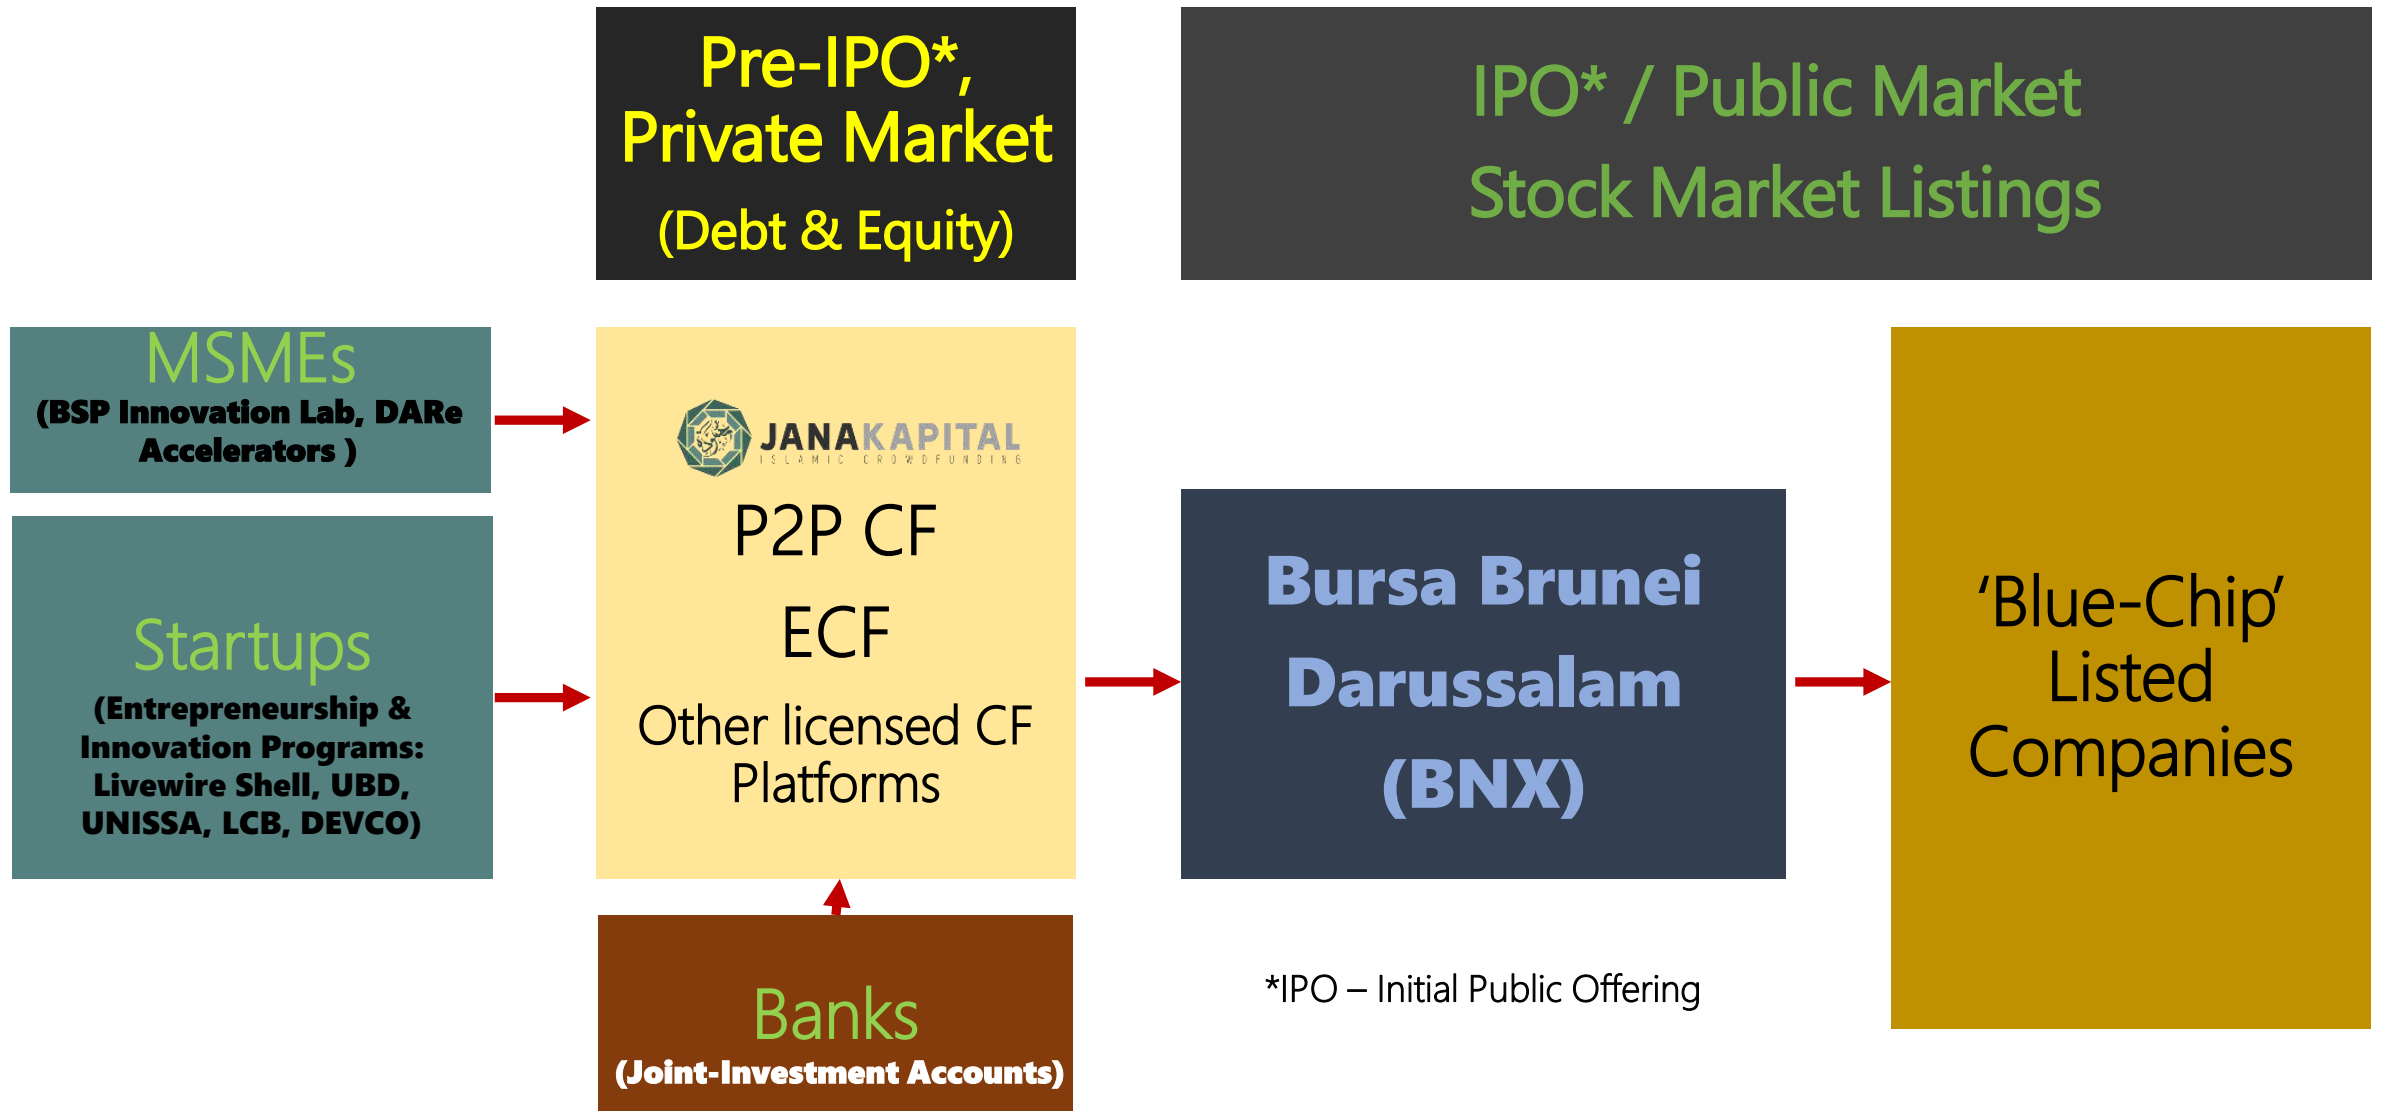 Pre-IPO*,
Private Market
(Debt & Equity)
IPO* / Public Market
Stock Market Listings
MSMEs
(BSP Innovation Lab, DARe
Accelerators )
Startups
(Entrepreneurship &
Innovation Programs:
Livewire Shell, UBD,
UNISSA, LCB, DEVCO)
JANAKAPITAL
ISLAMIC CROWDFUNDING
P2P CF
ECF
Other licensed CF
Platforms
Banks
(Joint-Investment Accounts)
Bursa Brunei
Darussalam
(BNX)
*IPO – Initial Public Offering
‘Blue-Chip’
Listed
Companies